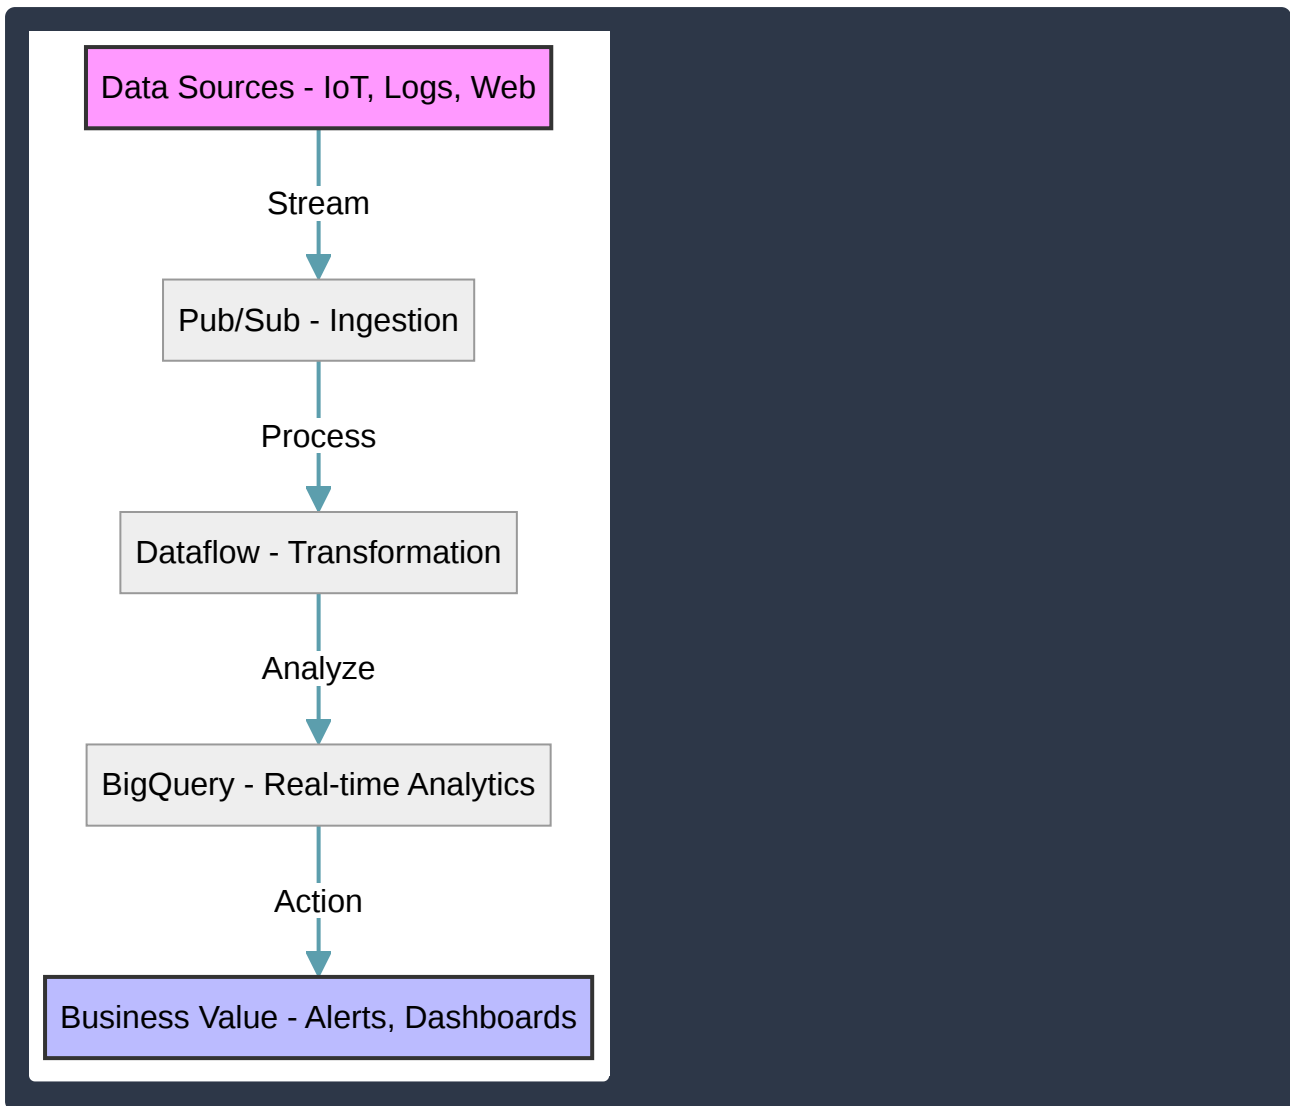 Data Sources - IoT, Logs, Web
Stream
Pub/Sub - Ingestion
Process
Dataflow - Transformation
Analyze
BigQuery - Real-time Analytics
Action
Business Value - Alerts, Dashboards